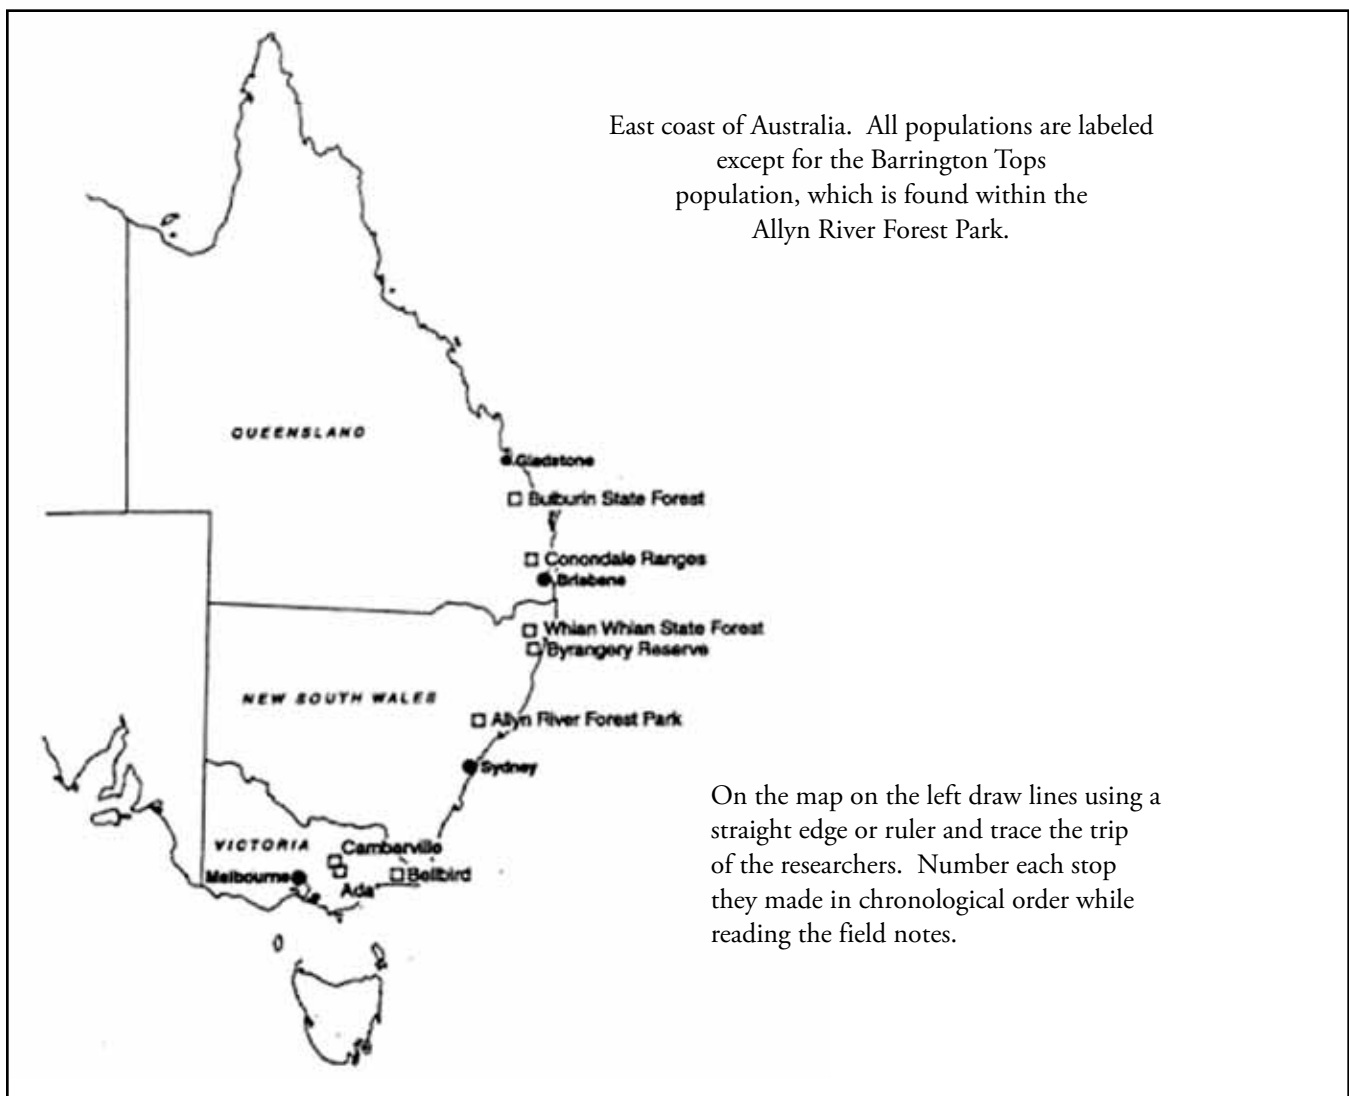 East coast of Australia. All populations are labeled
except for the Barrington Tops
population, which is found within the
Allyn River Forest Park.
QUEENSLAND
Gladstone
Bulburin State Forest
Conondale Ranges
Brisbane
Whian Whian State Forest
Byrangery Reserve
NEW SOUTH WALES
Allyn River Forest Park
Sydney
On the map on the left draw lines using a
straight edge or ruler and trace the trip
of the researchers. Number each stop
they made in chronological order while
reading the field notes.
VICTORIA
Camberville
Melbourne
Bellbird
Ada